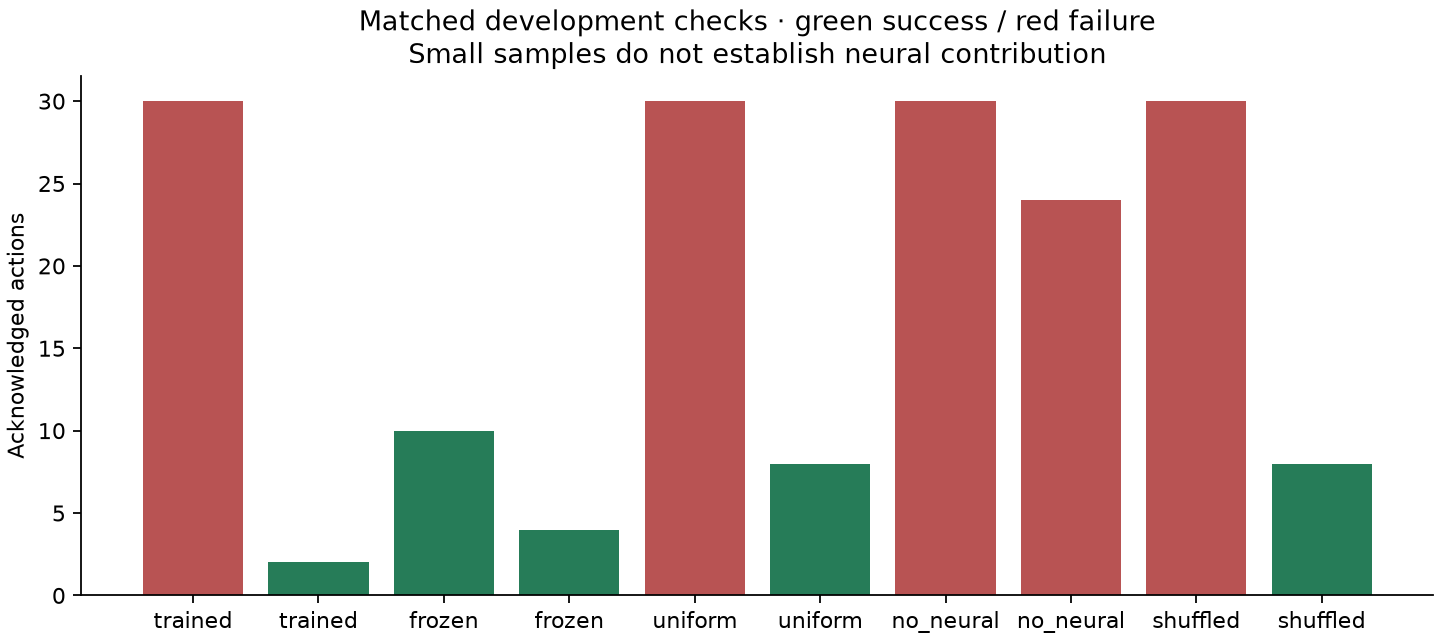 Matched development checks · green success / red failure
Small samples do not establish neural contribution
Acknowledged actions
30
25
20
15
10
5
0
trained trained frozen frozen uniform uniform no_neural no_neural shuffled shuffled